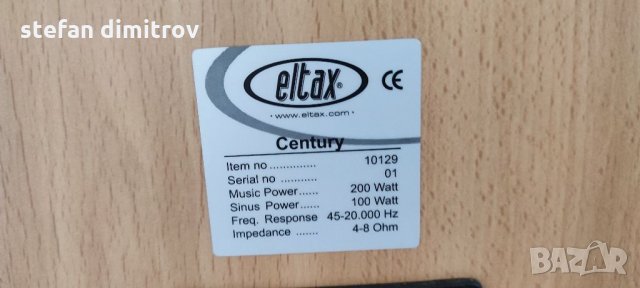 stefan dimitrov
eltax®
CE
· www.eltax.com ·
Century
Item no .............. 10129
Serial no ........... 01
Music Power...... 200 Watt
Sinus Power...... 100 Watt
Freq. Response 45-20.000 Hz
Impedance ....... 4-8 Ohm
BAZAR